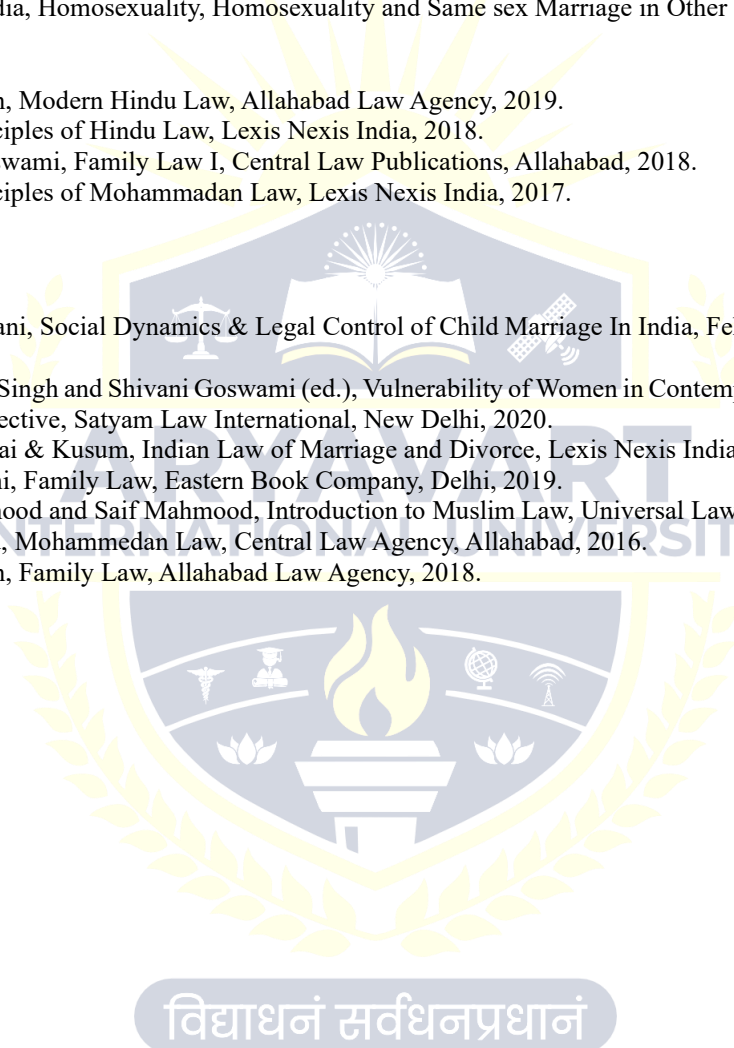 dia, Homosexuality, Homosexuality and Same sex Marriage in Other
n, Modern Hindu Law, Allahabad Law Agency, 2019.
ciples of Hindu Law, Lexis Nexis India, 2018.
swami, Family Law I, Central Law Publications, Allahabad, 2018.
ciples of Mohammadan Law, Lexis Nexis India, 2017.
ani, Social Dynamics & Legal Control of Child Marriage In India, Fe
Singh and Shivani Goswami (ed.), Vulnerability of Women in Contemp
ective, Satyam Law International, New Delhi, 2020.
ai & Kusum, Indian Law of Marriage and Divorce, Lexis Nexis India
ARYAVART
ni, Family Law, Eastern Book Company, Delhi, 2019.
nood and Saif Mahmood, Introduction to Muslim Law, Universal Law
INTERNATIONAL UNIVERSIT
, Mohammedan Law, Central Law Agency, Allahabad, 2016.
n, Family Law, Allahabad Law Agency, 2018.
विद्याधनं सर्वधनप्रधानं